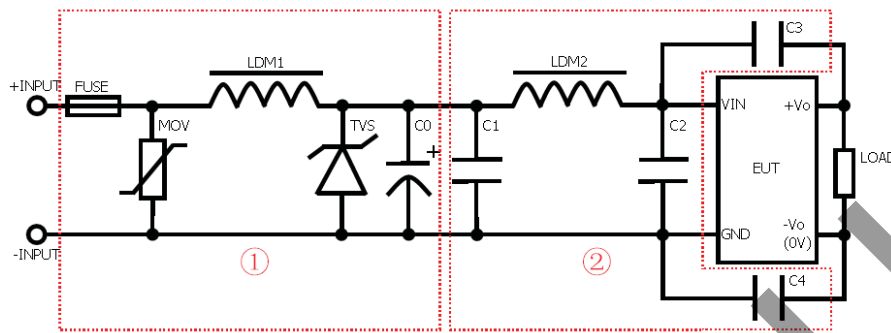 C3
LDM1
LDM2
+INPUT
FUSE
MOV
TVS
C0
+
C1
C2
VIN
+Vo
LOAD
EUT
GND
-Vo
(0V)
-INPUT
①
②
C4